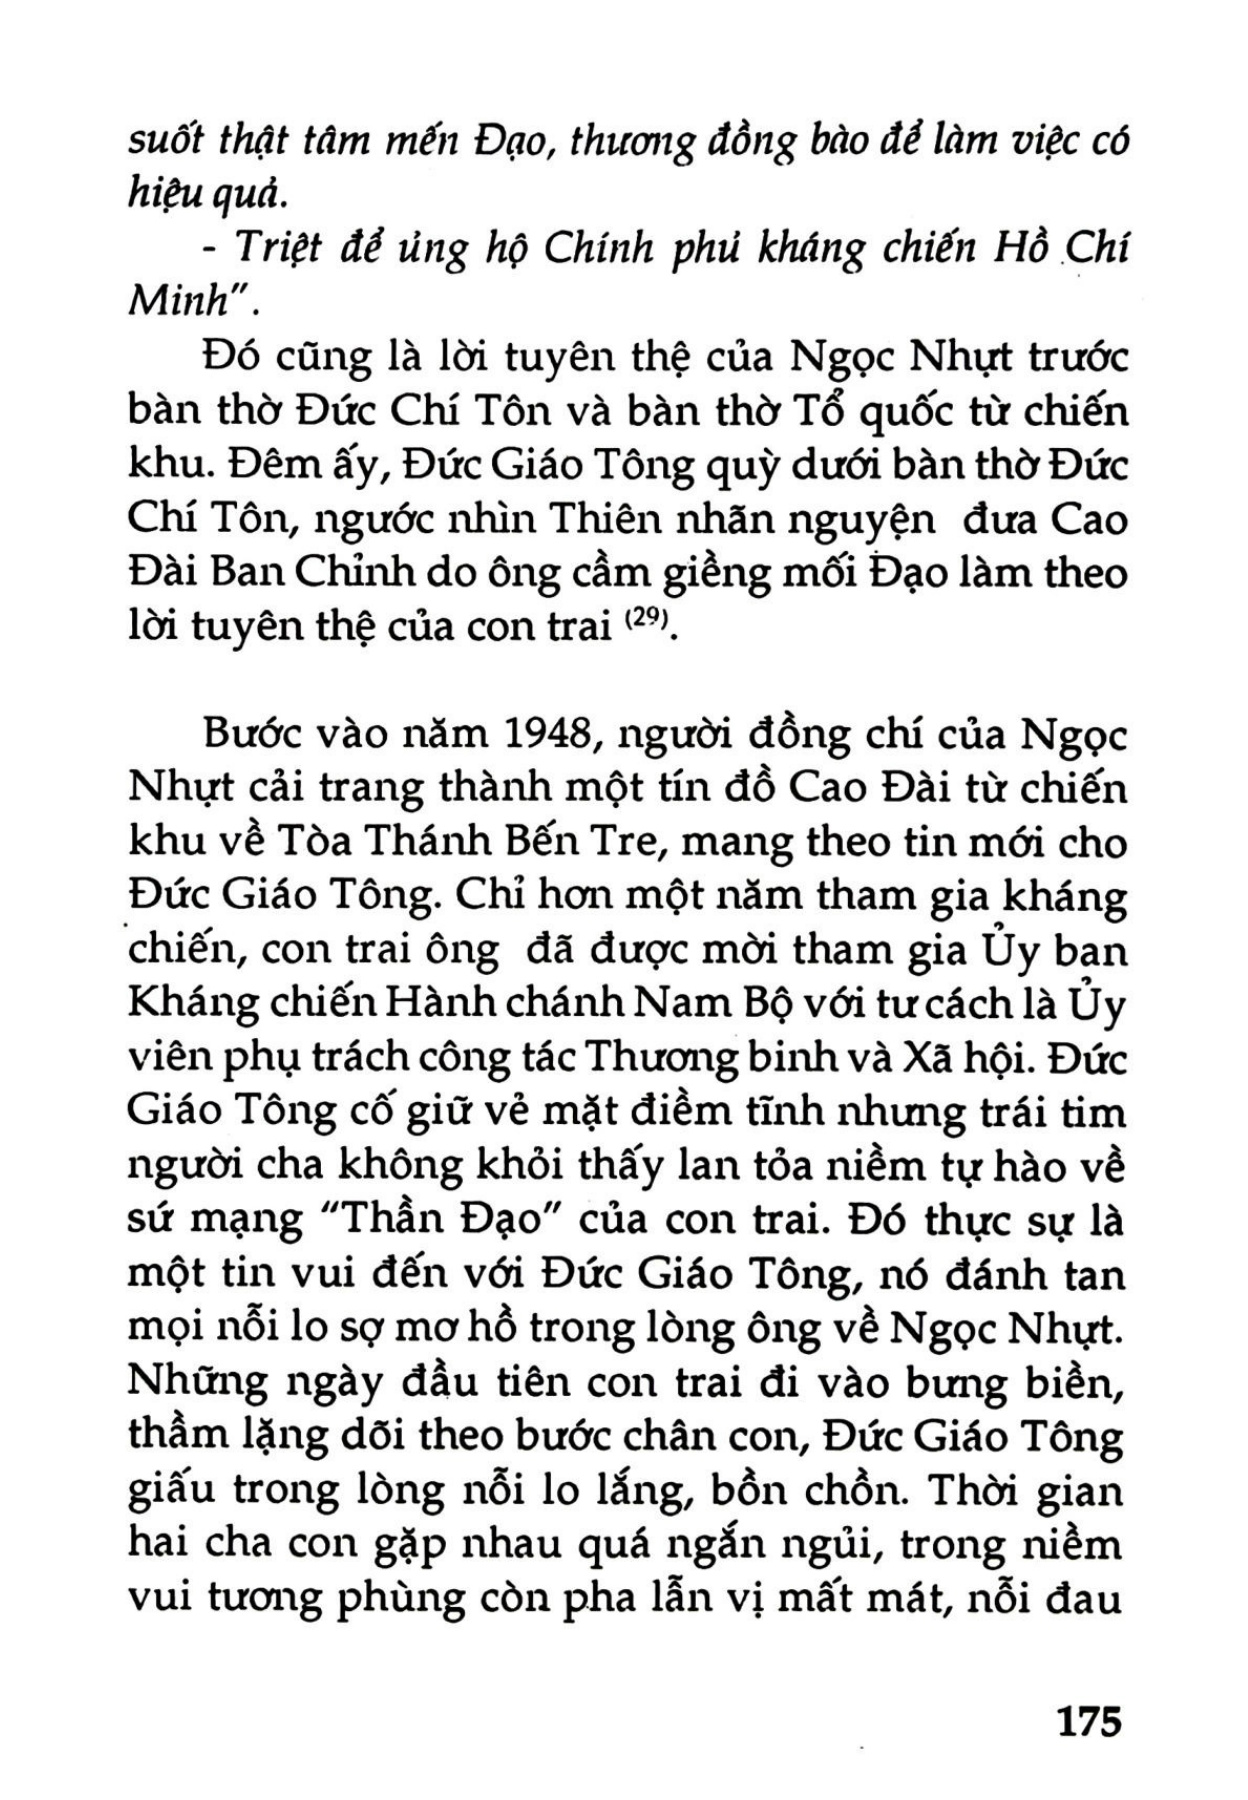 suốt thật tâm mến Đạo, thương đồng bào để làm việc có
hiệu quả.
- Triệt để ủng hộ Chính phủ kháng chiến Hồ Chí
Minh".
Đó cũng là lời tuyên thệ của Ngọc Nhựt trước
bàn thờ Đức Chí Tôn và bàn thờ Tổ quốc từ chiến
khu. Đêm ấy, Đức Giáo Tông quỳ dưới bàn thờ Đức
Chí Tôn, ngước nhìn Thiên nhãn nguyện đưa Cao
Đài Ban Chỉnh do ông cầm giềng mối Đạo làm theo
lời tuyên thệ của con trai (29).
Bước vào năm 1948, người đồng chí của Ngọc
Nhựt cải trang thành một tín đồ Cao Đài từ chiến
khu về Tòa Thánh Bến Tre, mang theo tin mới cho
Đức Giáo Tông. Chỉ hơn một năm tham gia kháng
chiến, con trai ông đã được mời tham gia Ủy ban
Kháng chiến Hành chánh Nam Bộ với tư cách là Ủy
viên phụ trách công tác Thương binh và Xã hội. Đức
Giáo Tông cố giữ vẻ mặt điềm tĩnh nhưng trái tim
người cha không khỏi thấy lan tỏa niềm tự hào về
sứ mạng "Thần Đạo" của con trai. Đó thực sự là
một tin vui đến với Đức Giáo Tông, nó đánh tan
mọi nỗi lo sợ mơ hồ trong lòng ông về Ngọc Nhựt.
Những ngày đầu tiên con trai đi vào bưng biền,
thầm lặng dõi theo bước chân con, Đức Giáo Tông
giấu trong lòng nỗi lo lắng, bồn chồn. Thời gian
hai cha con gặp nhau quá ngắn ngủi, trong niềm
vui tương phùng còn pha lẫn vị mất mát, nỗi đau
175